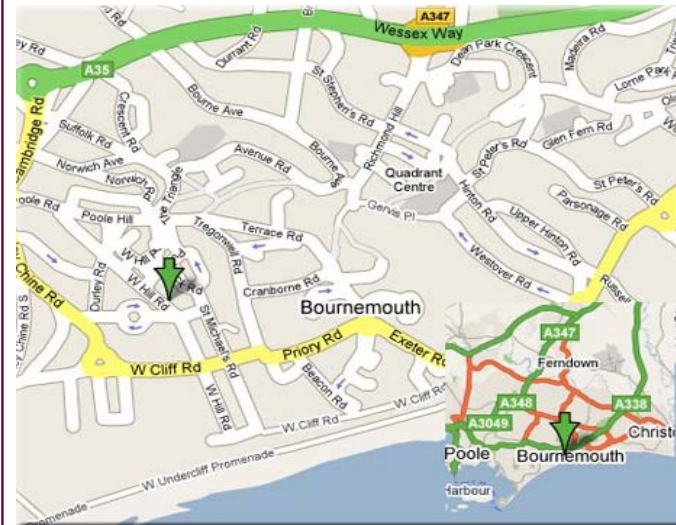 A347
Wessex Way
Dean Park Crescent
Madeira Rd
Durrant Rd
A35
St Stephen's Rd
Lorne Park
Crescent Rd
Bourne Ave
Richmond Hill
Cambridge Rd
Suffolk Rd
Glen Fern Rd
Avenue Rd
Bourne Ave
St Peter's Rd
Norwich Ave
Quadrant
Centre
Norwich Rd
The Triangle
St Peter's Rd
Hinton Rd
Parsonage Rd
Poole Hill
Tregonwell Rd
Gervis Pl
Upper Hinton Rd
Terrace Rd
Westover Rd
W Hill Rd
Durley Rd
Cranborne Rd
St Michael's Rd
Bournemouth
Priory Rd
Exeter Rd
W Cliff Rd
Beacon Rd
W Hill Rd
W.Cliff Rd
W.Cliff Rd
W. Undercliff Promenade
Promenade
A347
Ferndown
A348
A338
A3049
Christ
Poole
Bournemouth
Harbour